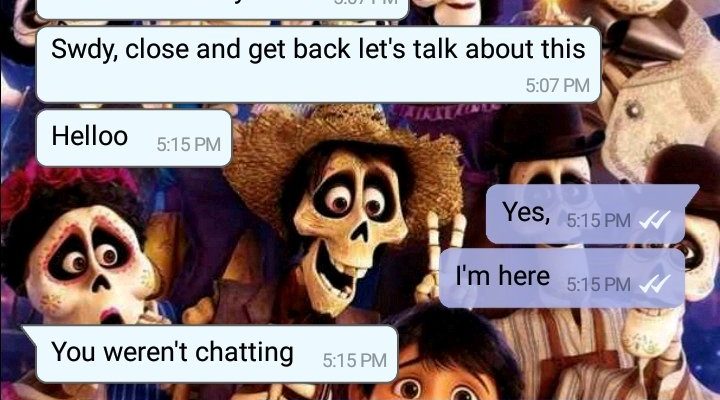 Swdy, close and get back let's talk about this
5:07 PM
Helloo 5:15 PM
Yes, 5:15 PM
I'm here 5:15 PM
You weren't chatting 5:15 PM